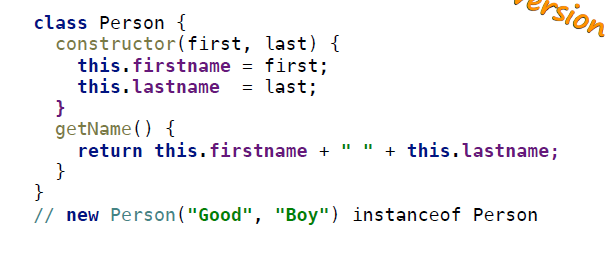 ersion
class Person {
  constructor(first, last) {
    this.firstname = first;
    this.lastname  = last;
  }
  getName() {
    return this.firstname + " " + this.lastname;
  }
}
// new Person("Good", "Boy") instanceof Person